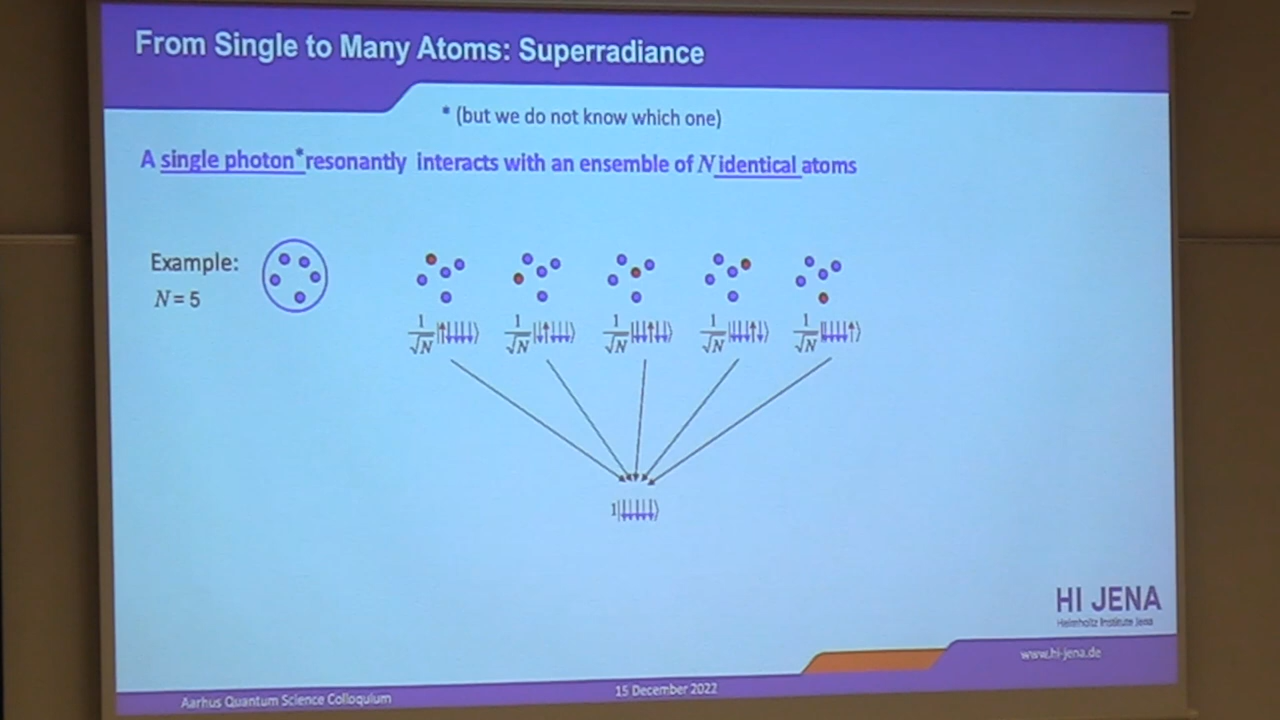 From Single to Many Atoms: Superradiance
* (but we do not know which one)
A single photon* resonantly interacts with an ensemble of N identical atoms
Example:
N = 5
1/√N |↑↓↓↓↓⟩ 1/√N |↓↑↓↓↓⟩ 1/√N |↓↓↑↓↓⟩ 1/√N |↓↓↓↑↓⟩ 1/√N |↓↓↓↓↑⟩
1|↓↓↓↓↓⟩
HI JENA
Helmholtz Institute Jena
www.hi-jena.de
Aarhus Quantum Science Colloquium
15 December 2022